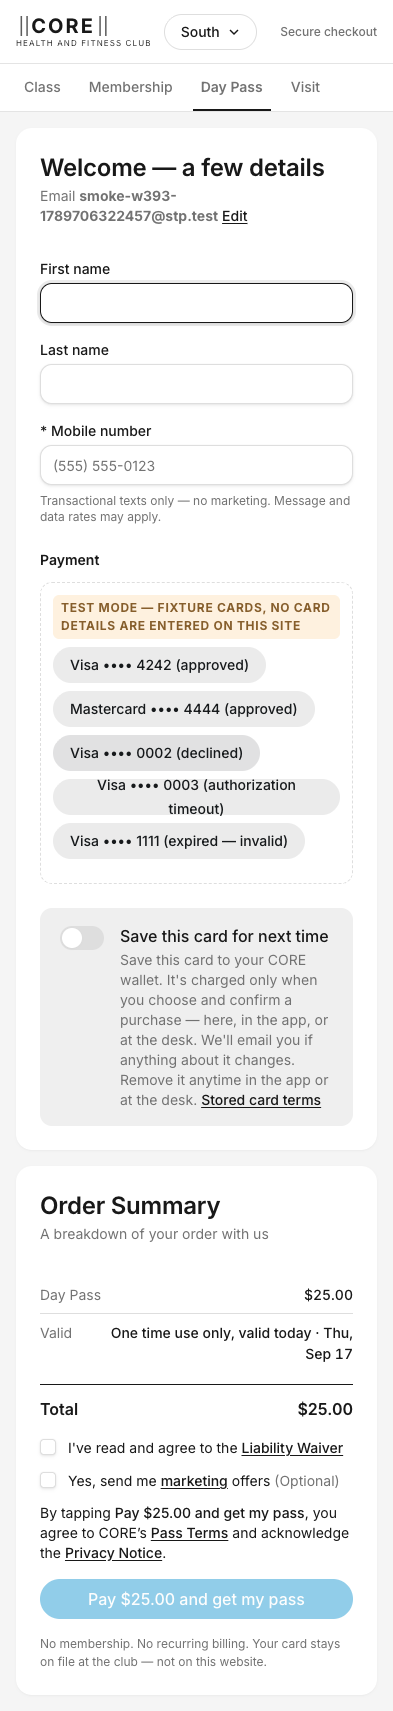 CORE
HEALTH AND FITNESS CLUB
South
Secure checkout
Class
Membership
Day Pass
Visit
Welcome — a few details
Email smoke-w393-
1789706322457@stp.test Edit
First name
Last name
* Mobile number
(555) 555-0123
Transactional texts only — no marketing. Message and
data rates may apply.
Payment
TEST MODE — FIXTURE CARDS, NO CARD
DETAILS ARE ENTERED ON THIS SITE
Visa •••• 4242 (approved)
Mastercard •••• 4444 (approved)
Visa •••• 0002 (declined)
Visa •••• 0003 (authorization
timeout)
Visa •••• 1111 (expired — invalid)
Save this card for next time
Save this card to your CORE
wallet. It's charged only when
you choose and confirm a
purchase — here, in the app, or
at the desk. We'll email you if
anything about it changes.
Remove it anytime in the app or
at the desk. Stored card terms
Order Summary
A breakdown of your order with us
Day Pass $25.00
Valid One time use only, valid today · Thu,
Sep 17
Total $25.00
I've read and agree to the Liability Waiver
Yes, send me marketing offers (Optional)
By tapping Pay $25.00 and get my pass, you
agree to CORE’s Pass Terms and acknowledge
the Privacy Notice.
Pay $25.00 and get my pass
No membership. No recurring billing. Your card stays
on file at the club — not on this website.